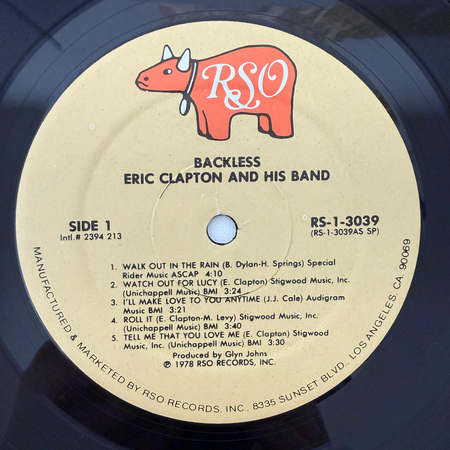 RSO
BACKLESS
ERIC CLAPTON AND HIS BAND
SIDE 1
Intl.# 2394 213
RS-1-3039
(RS-1-3039AS SP)
1. WALK OUT IN THE RAIN (B. Dylan-H. Springs) Special
Rider Music ASCAP 4:10
2. WATCH OUT FOR LUCY (E. Clapton) Stigwood Music, Inc.
(Unichappell Music) BMI 3:24
3. I'LL MAKE LOVE TO YOU ANYTIME (J.J. Cale) Audigram
Music BMI 3:21
4. ROLL IT (E. Clapton-M. Levy) Stigwood Music, Inc.
(Unichappell Music) BMI 3:40
5. TELL ME THAT YOU LOVE ME (E. Clapton) Stigwood
Music, Inc. (Unichappell Music) BMI 3:30
Produced by Glyn Johns
℗ 1978 RSO RECORDS, INC.
MANUFACTURED & MARKETED BY RSO RECORDS, INC. 8335 SUNSET BLVD. LOS ANGELES, CA. 90069